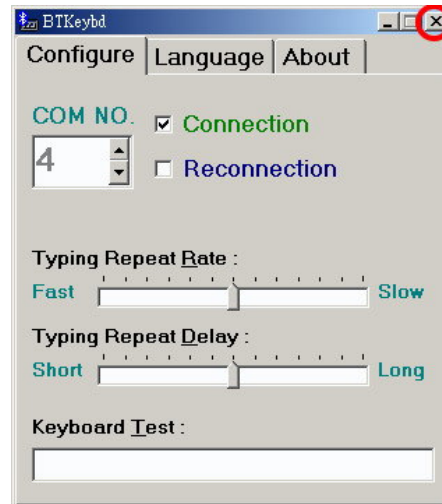 BTKeybd
Configure Language About
COM NO.
4
Connection
Reconnection
Typing Repeat Rate :
Fast Slow
Typing Repeat Delay :
Short Long
Keyboard Test :